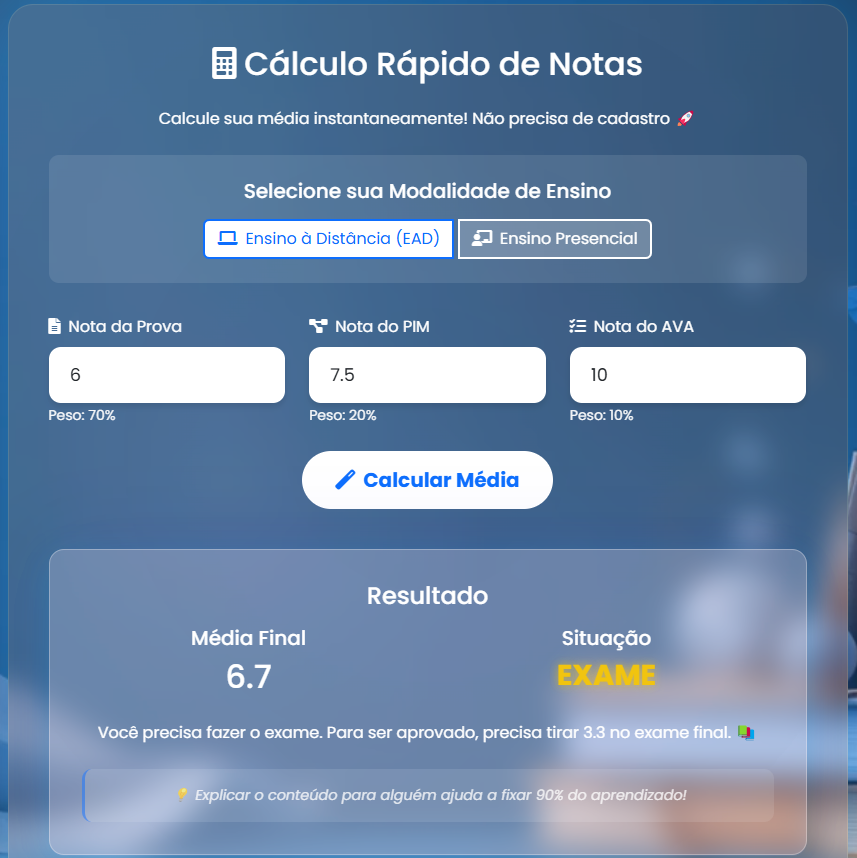 Cálculo Rápido de Notas
Calcule sua média instantaneamente! Não precisa de cadastro 🚀
Selecione sua Modalidade de Ensino
Ensino à Distância (EAD) Ensino Presencial
Nota da Prova Nota do PIM Nota do AVA
6 7.5 10
Peso: 70% Peso: 20% Peso: 10%
Calcular Média
Resultado
Média Final Situação
6.7 EXAME
Você precisa fazer o exame. Para ser aprovado, precisa tirar 3.3 no exame final. 📚
💡 Explicar o conteúdo para alguém ajuda a fixar 90% do aprendizado!